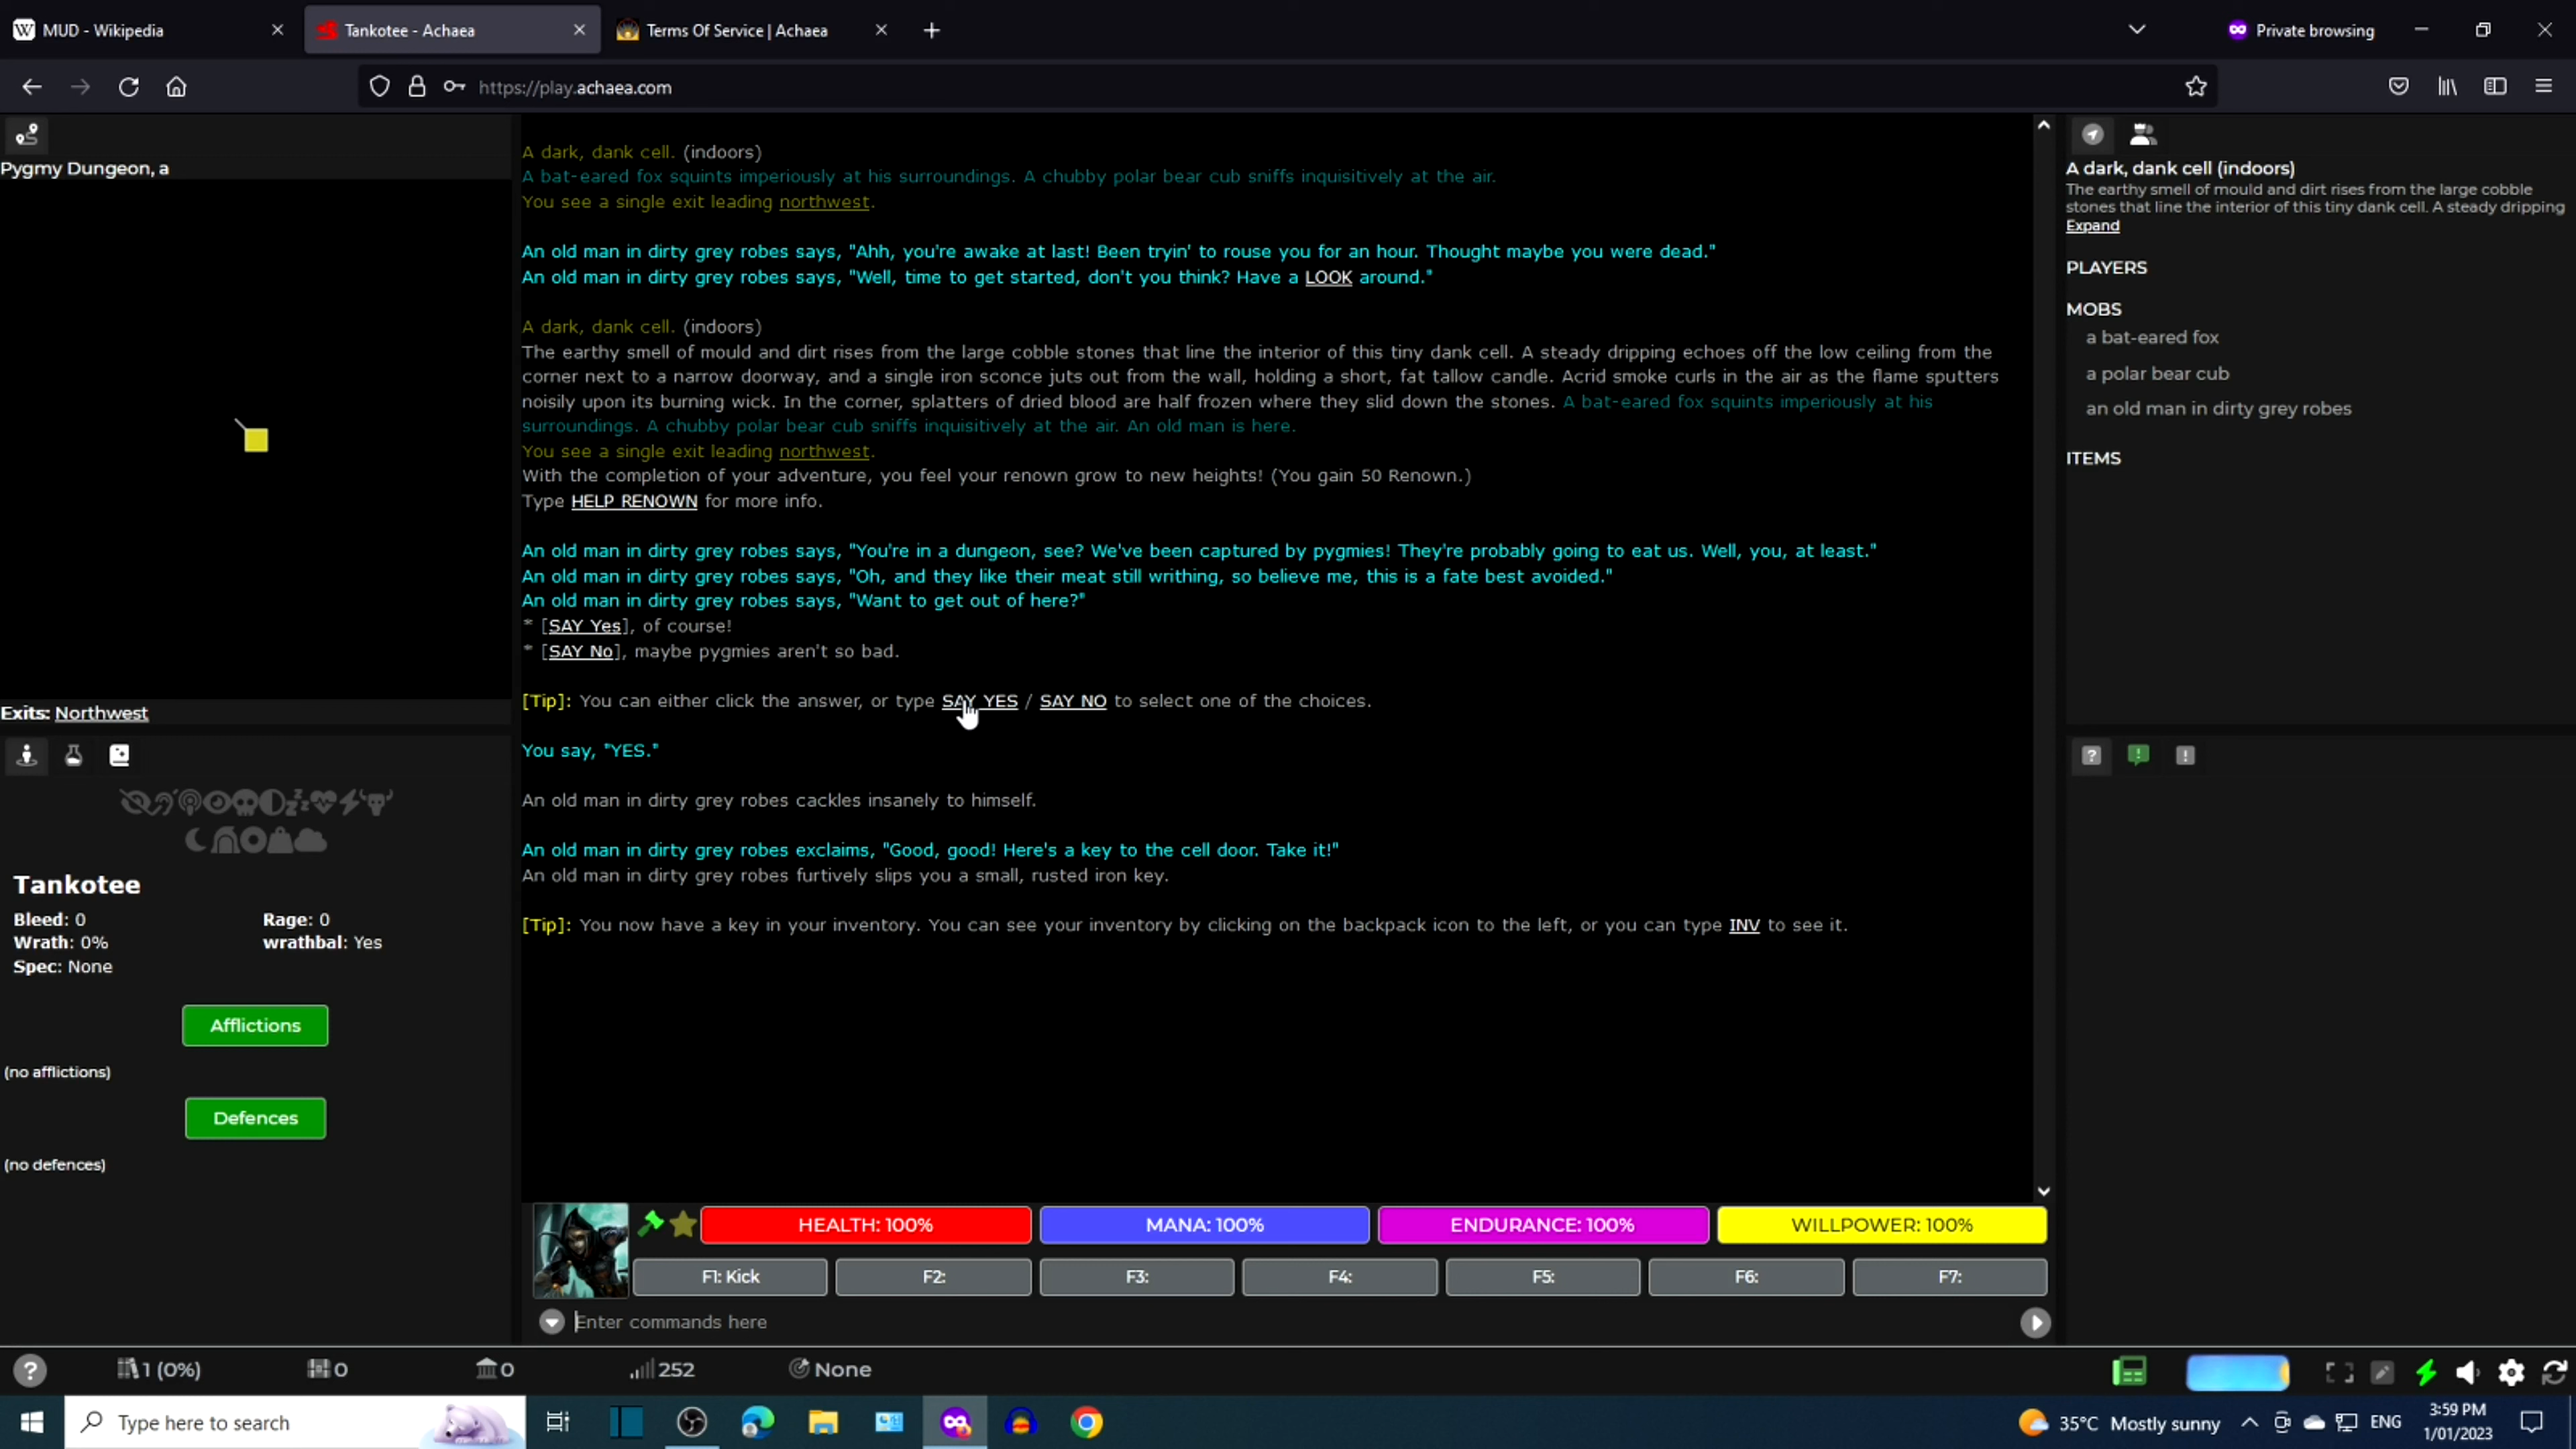 MUD - Wikipedia
Tankotee - Achaea
Terms Of Service | Achaea
Private browsing
https://play.achaea.com
Pygmy Dungeon, a
Exits: Northwest
Tankotee
Bleed: 0
Rage: 0
Wrath: 0%
wrathbal: Yes
Spec: None
Afflictions
(no afflictions)
Defences
(no defences)
A dark, dank cell. (indoors)
A bat-eared fox squints imperiously at his surroundings. A chubby polar bear cub sniffs inquisitively at the air.
You see a single exit leading northwest.
An old man in dirty grey robes says, "Ahh, you're awake at last! Been tryin' to rouse you for an hour. Thought maybe you were dead."
An old man in dirty grey robes says, "Well, time to get started, don't you think? Have a LOOK around."
A dark, dank cell. (indoors)
The earthy smell of mould and dirt rises from the large cobble stones that line the interior of this tiny dank cell. A steady dripping echoes off the low ceiling from the
corner next to a narrow doorway, and a single iron sconce juts out from the wall, holding a short, fat tallow candle. Acrid smoke curls in the air as the flame sputters
noisily upon its burning wick. In the corner, splatters of dried blood are half frozen where they slid down the stones. A bat-eared fox squints imperiously at his
surroundings. A chubby polar bear cub sniffs inquisitively at the air. An old man is here.
You see a single exit leading northwest.
With the completion of your adventure, you feel your renown grow to new heights! (You gain 50 Renown.)
Type HELP RENOWN for more info.
An old man in dirty grey robes says, "You're in a dungeon, see? We've been captured by pygmies! They're probably going to eat us. Well, you, at least."
An old man in dirty grey robes says, "Oh, and they like their meat still writhing, so believe me, this is a fate best avoided."
An old man in dirty grey robes says, "Want to get out of here?"
* [SAY Yes], of course!
* [SAY No], maybe pygmies aren't so bad.
[Tip]: You can either click the answer, or type SAY YES / SAY NO to select one of the choices.
You say, "YES."
An old man in dirty grey robes cackles insanely to himself.
An old man in dirty grey robes exclaims, "Good, good! Here's a key to the cell door. Take it!"
An old man in dirty grey robes furtively slips you a small, rusted iron key.
[Tip]: You now have a key in your inventory. You can see your inventory by clicking on the backpack icon to the left, or you can type INV to see it.
HEALTH: 100%
MANA: 100%
ENDURANCE: 100%
WILLPOWER: 100%
F1: Kick
F2:
F3:
F4:
F5:
F6:
F7:
Enter commands here
A dark, dank cell (indoors)
The earthy smell of mould and dirt rises from the large cobble
stones that line the interior of this tiny dank cell. A steady dripping
Expand
PLAYERS
MOBS
a bat-eared fox
a polar bear cub
an old man in dirty grey robes
ITEMS
1 (0%)
0
0
252
None
Type here to search
35°C Mostly sunny
ENG
3:59 PM
1/01/2023